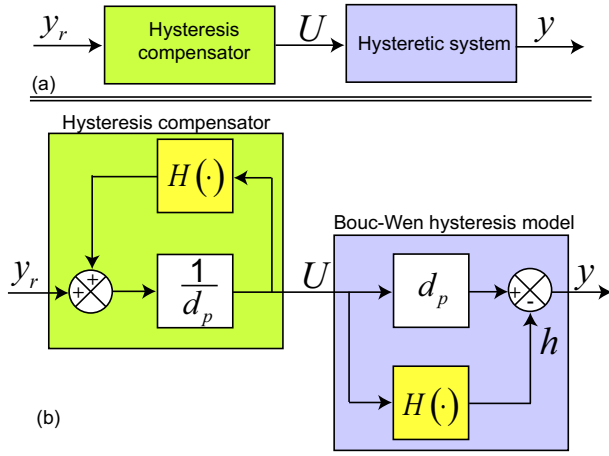 y_r
Hysteresis
compensator
U
Hysteretic system
y
(a)
Hysteresis compensator
H(·)
Bouc-Wen hysteresis model
y_r
+
+
1
d_p
U
d_p
+
-
y
h
H(·)
(b)